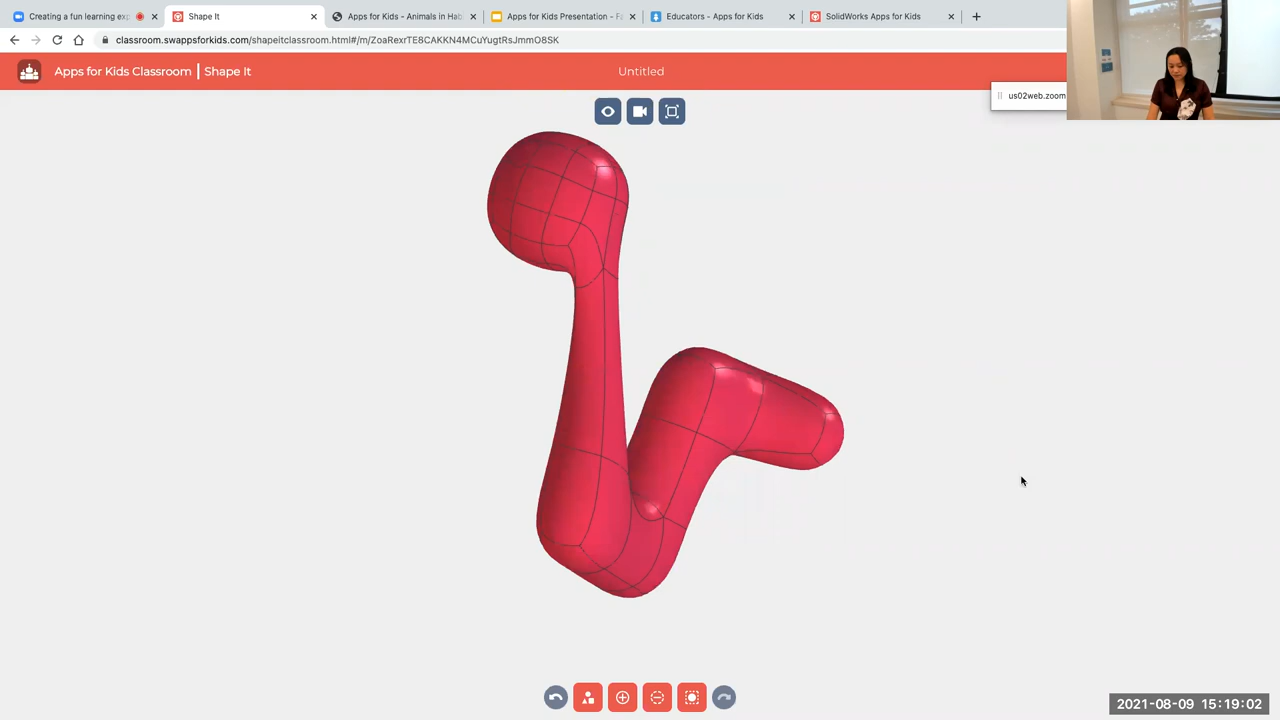 Creating a fun learning exp
Shape It
Apps for Kids - Animals in Hab
Apps for Kids Presentation - Fa
Educators - Apps for Kids
SolidWorks Apps for Kids
classroom.swappsforkids.com/shapeitclassroom.html#/m/ZoaRexrTE8CAKKN4MCuYugtRsJmmO8SK
Apps for Kids Classroom | Shape It
Untitled
us02web.zoom
2021-08-09 15:19:02